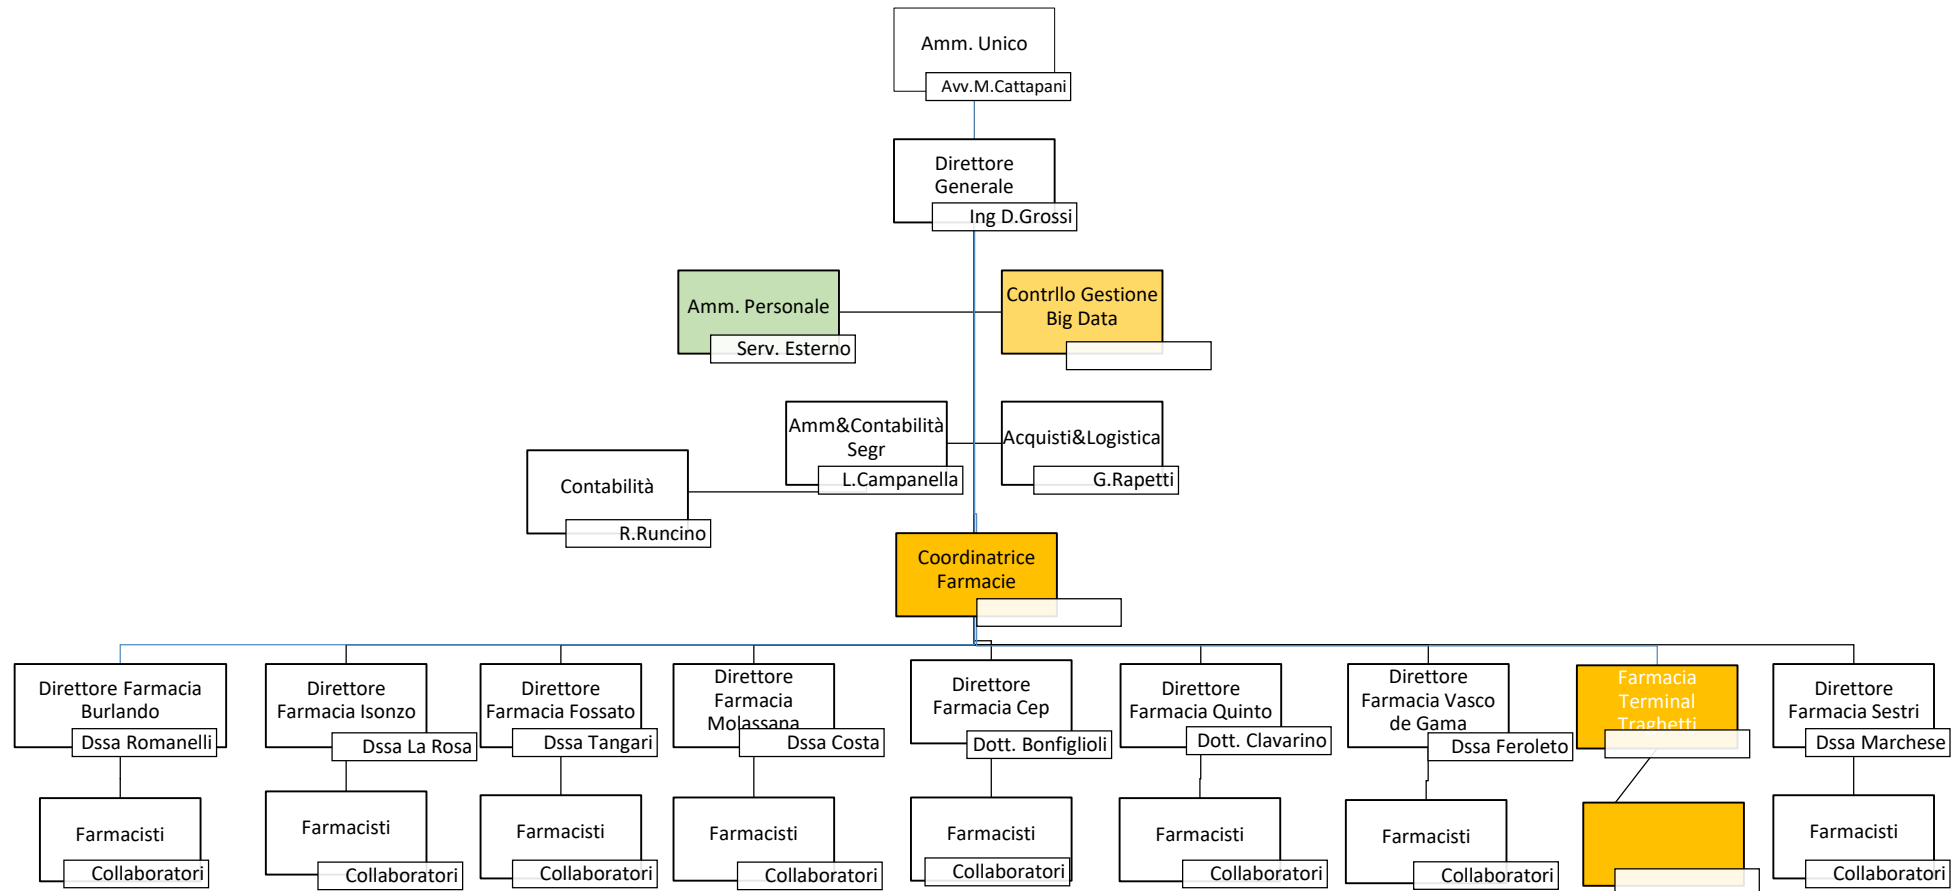 Amm. Unico
Avv.M.Cattapani
Direttore
Generale
Ing D.Grossi
Amm. Personale
Serv. Esterno
Contrllo Gestione
Big Data
Amm&Contabilità
Segr
L.Campanella
Acquisti&Logistica
G.Rapetti
Contabilità
R.Runcino
Coordinatrice
Farmacie
Direttore Farmacia
Burlando
Dssa Romanelli
Direttore
Farmacia Isonzo
Dssa La Rosa
Direttore
Farmacia Fossato
Dssa Tangari
Direttore
Farmacia
Molassana
Dssa Costa
Direttore
Farmacia Cep
Dott. Bonfiglioli
Direttore
Farmacia Quinto
Dott. Clavarino
Direttore
Farmacia Vasco
de Gama
Dssa Feroleto
Farmacia
Terminal
Traghetti
Direttore
Farmacia Sestri
Dssa Marchese
Farmacisti
Collaboratori
Farmacisti
Collaboratori
Farmacisti
Collaboratori
Farmacisti
Collaboratori
Farmacisti
Collaboratori
Farmacisti
Collaboratori
Farmacisti
Collaboratori
Farmacisti
Collaboratori